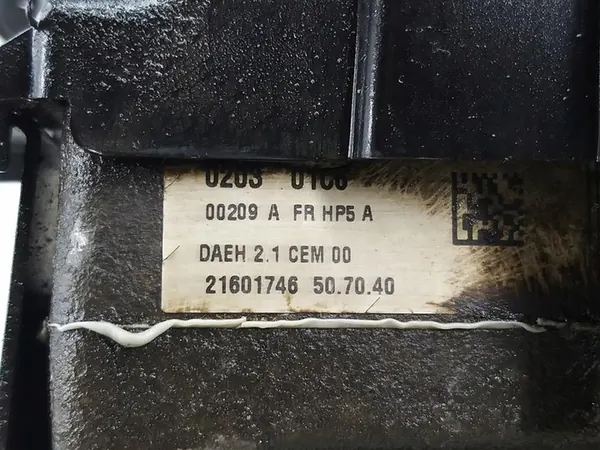 00209 A FR HP5 A
DAEH 2.1 CEM 00
21601746 50.70.40